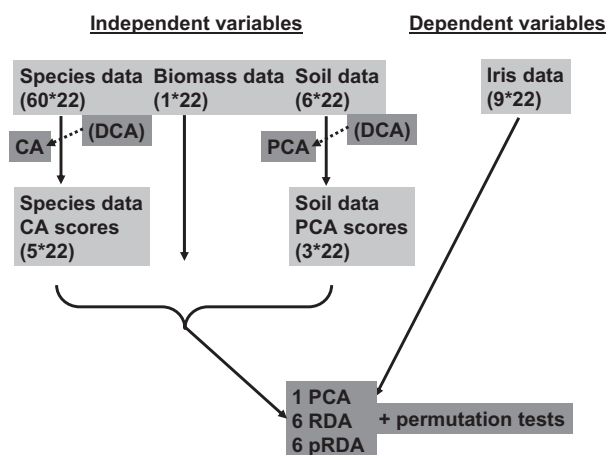 Independent variables
Dependent variables
Species data
(60*22)
Biomass data
(1*22)
Soil data
(6*22)
Iris data
(9*22)
CA
(DCA)
PCA
(DCA)
Species data
CA scores
(5*22)
Soil data
PCA scores
(3*22)
1 PCA
6 RDA
6 pRDA
+ permutation tests